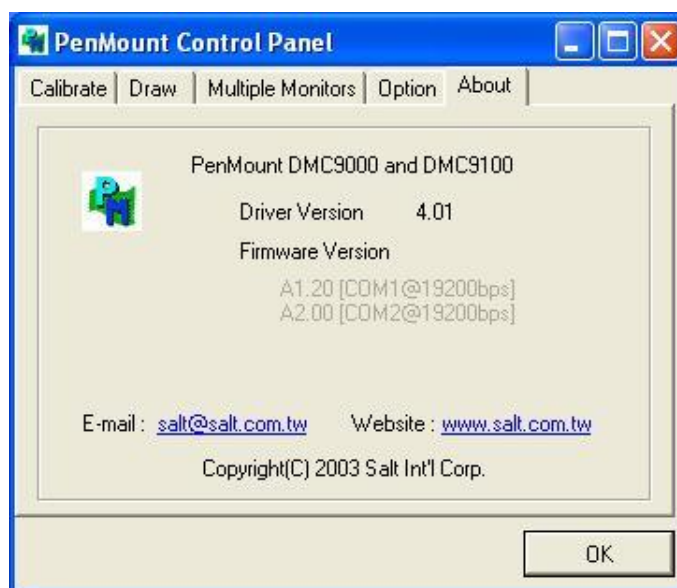 PenMount Control Panel
Calibrate Draw Multiple Monitors Option About
PM
PenMount DMC9000 and DMC9100
Driver Version 4.01
Firmware Version
A1.20 [COM1@19200bps]
A2.00 [COM2@19200bps]
E-mail : salt@salt.com.tw Website : www.salt.com.tw
Copyright(C) 2003 Salt Int'l Corp.
OK